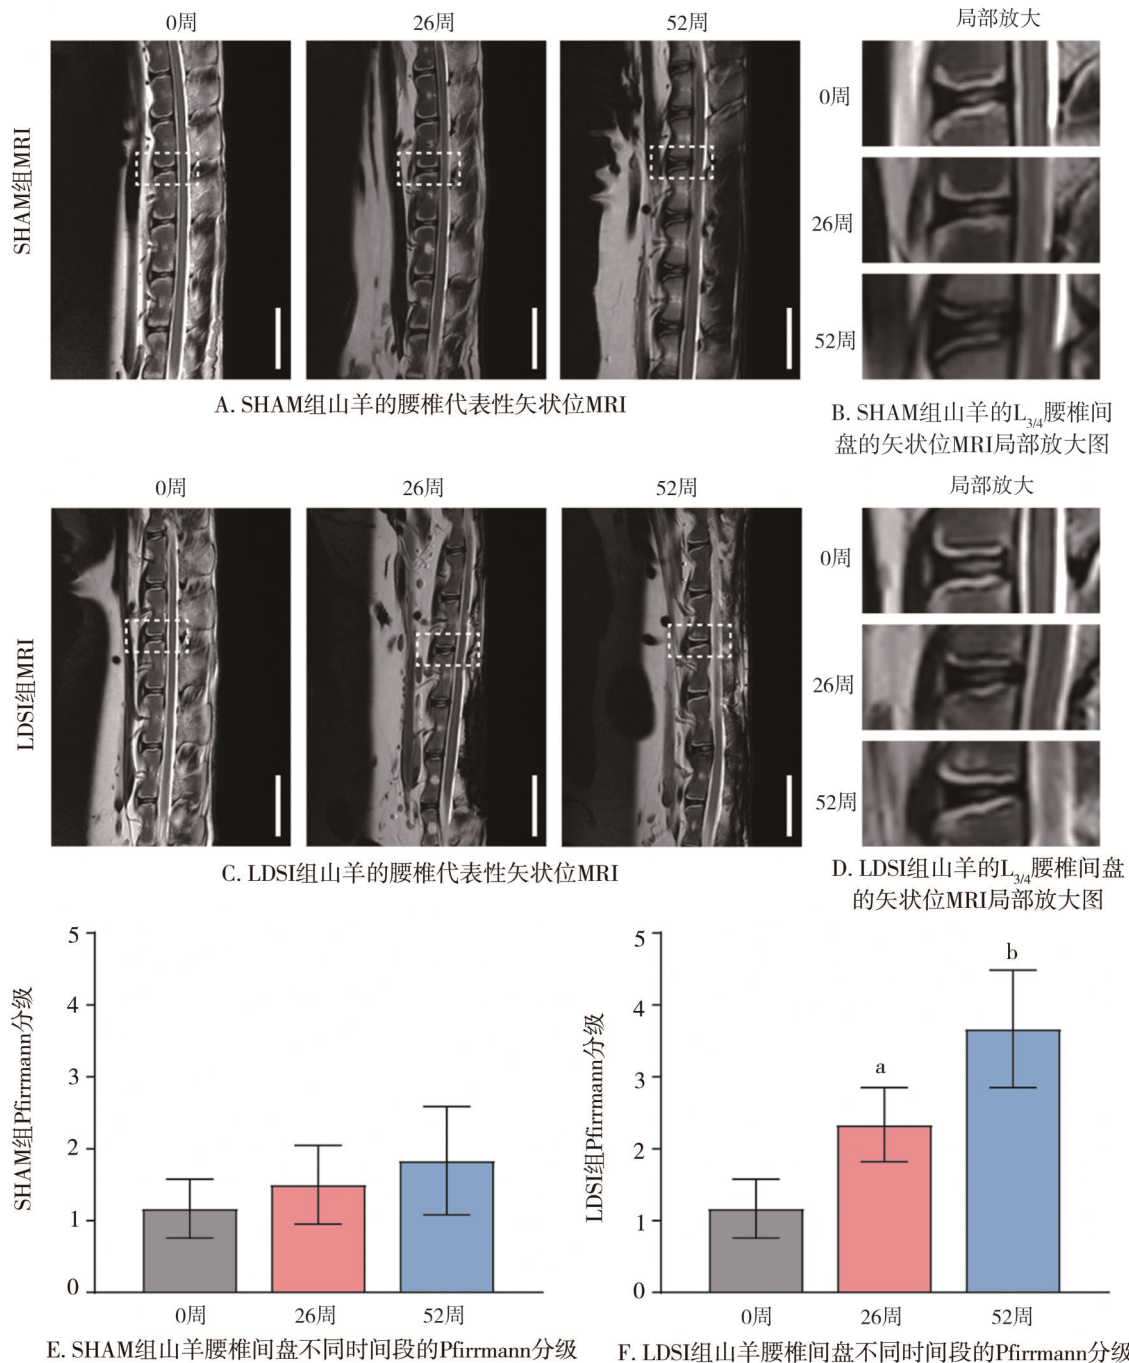 0周 26周 52周 局部放大
SHAM组MRI
0周
26周
52周
A. SHAM组山羊的腰椎代表性矢状位MRI
B. SHAM组山羊的L3/4腰椎间
盘的矢状位MRI局部放大图
0周 26周 52周 局部放大
LDSI组MRI
0周
26周
52周
C. LDSI组山羊的腰椎代表性矢状位MRI
D. LDSI组山羊的L3/4腰椎间盘
的矢状位MRI局部放大图
SHAM组Pfirrmann分级
5
4
3
2
1
0
0周 26周 52周
E. SHAM组山羊腰椎间盘不同时间段的Pfirrmann分级
LDSI组Pfirrmann分级
5
4
3
2
1
0
a
b
0周 26周 52周
F. LDSI组山羊腰椎间盘不同时间段的Pfirrmann分级